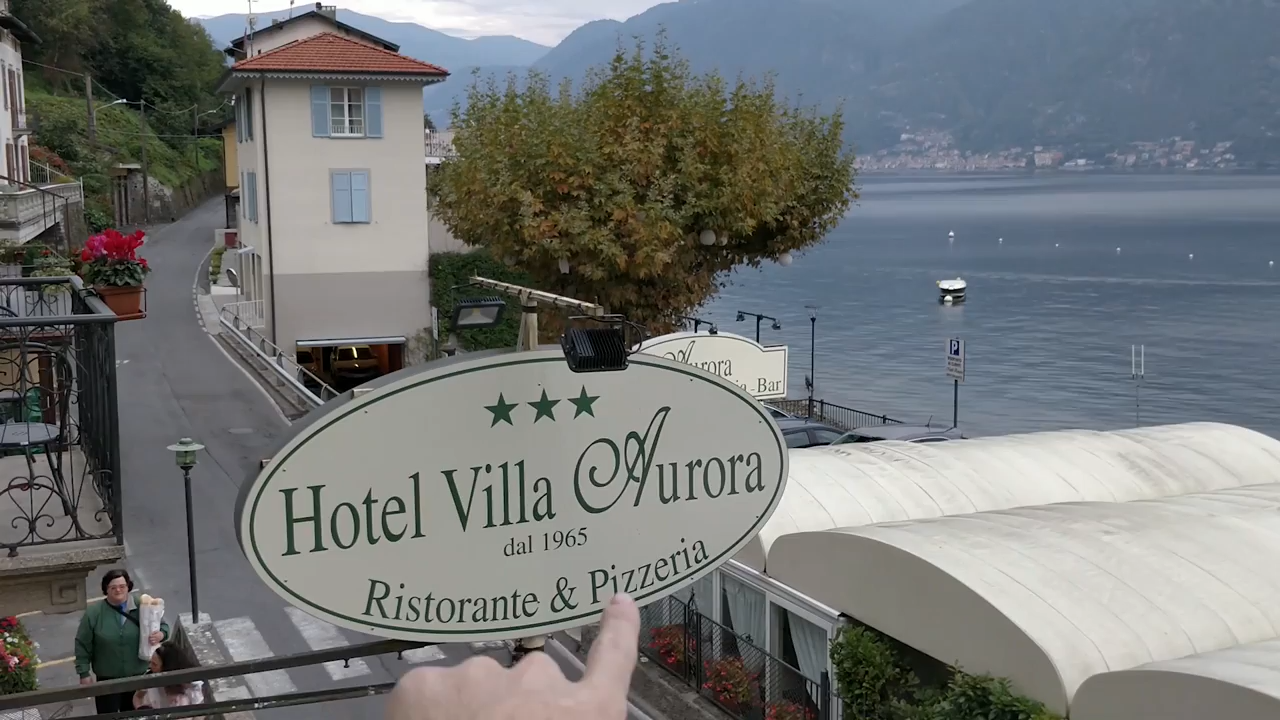 Hotel Villa Aurora
dal 1965
Ristorante & Pizzeria
Aurora
Bar
P